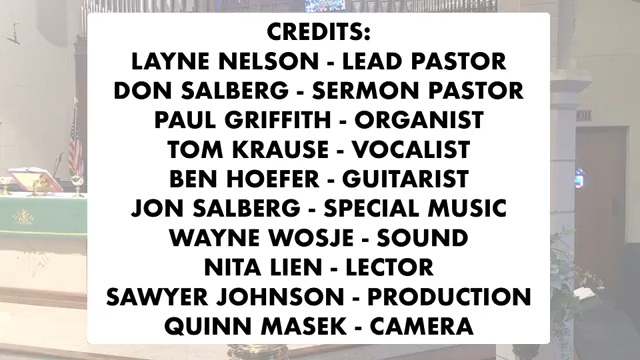 CREDITS:
LAYNE NELSON - LEAD PASTOR
DON SALBERG - SERMON PASTOR
PAUL GRIFFITH - ORGANIST
TOM KRAUSE - VOCALIST
BEN HOEFER - GUITARIST
JON SALBERG - SPECIAL MUSIC
WAYNE WOSJE - SOUND
NITA LIEN - LECTOR
SAWYER JOHNSON - PRODUCTION
QUINN MASEK - CAMERA